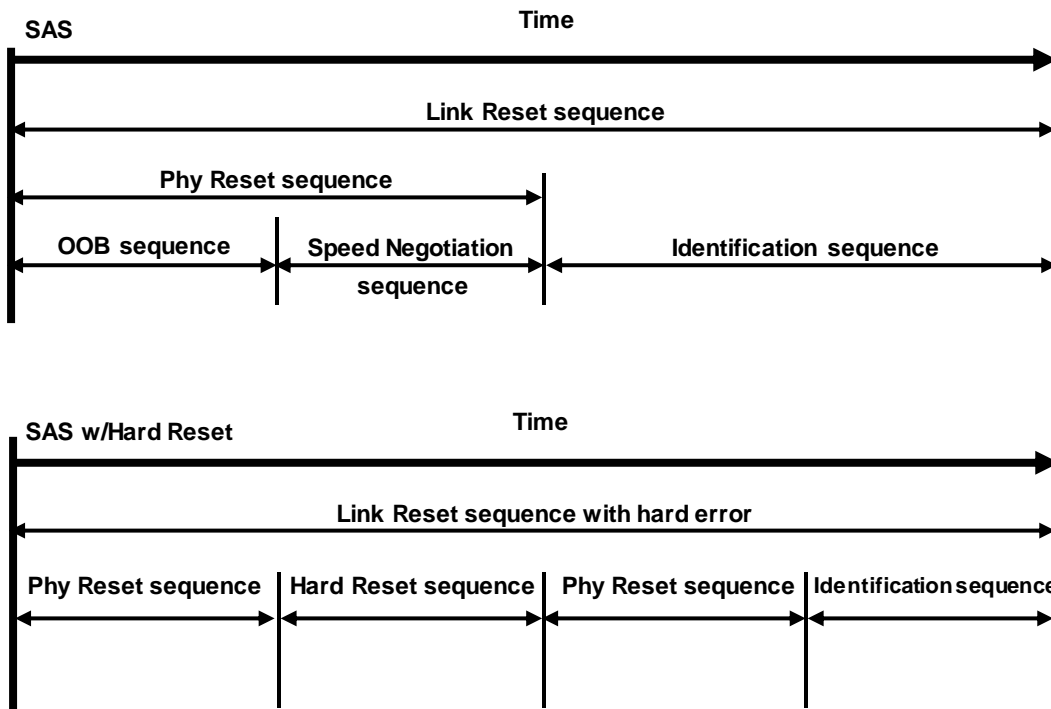 SAS
Time
Link Reset sequence
Phy Reset sequence
OOB sequence
Speed Negotiation
sequence
Identification sequence
SAS w/Hard Reset
Time
Link Reset sequence with hard error
Phy Reset sequence
Hard Reset sequence
Phy Reset sequence
Identification sequence